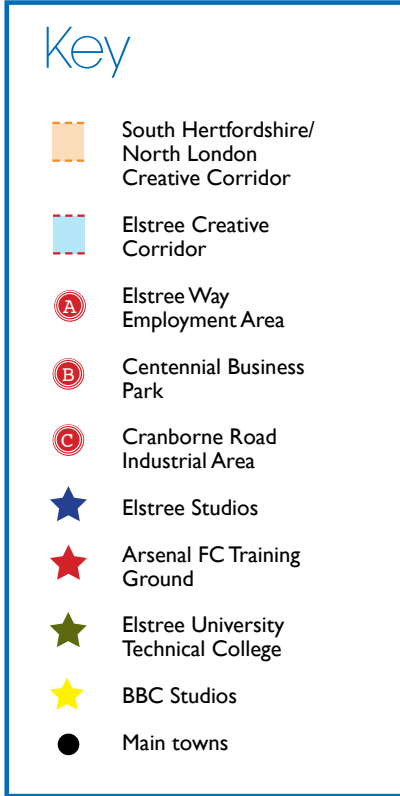 Key
South Hertfordshire/
North London
Creative Corridor
Elstree Creative
Corridor
A
Elstree Way
Employment Area
B
Centennial Business
Park
C
Cranborne Road
Industrial Area
Elstree Studios
Arsenal FC Training
Ground
Elstree University
Technical College
BBC Studios
Main towns